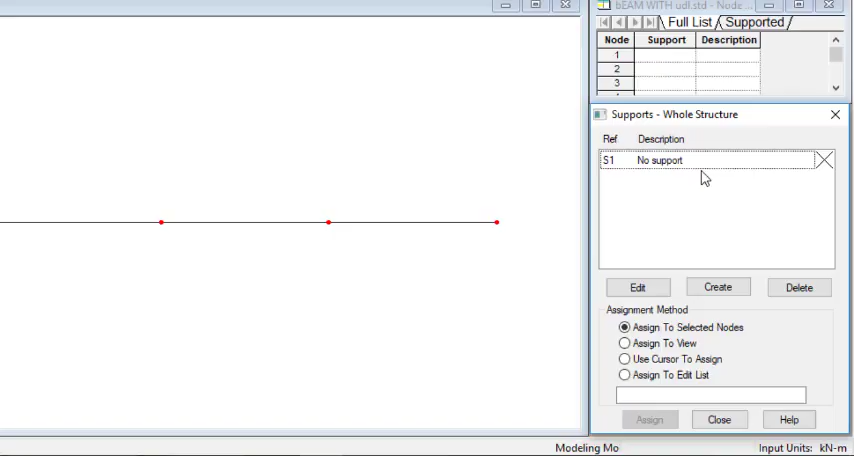 bEAM WITH udl.std - Node ...
Full List Supported
Node Support Description
1
2
3
Supports - Whole Structure
Ref Description
S1 No support
Edit Create Delete
Assignment Method
Assign To Selected Nodes
Assign To View
Use Cursor To Assign
Assign To Edit List
Assign Close Help
Modeling Mo Input Units: kN-m